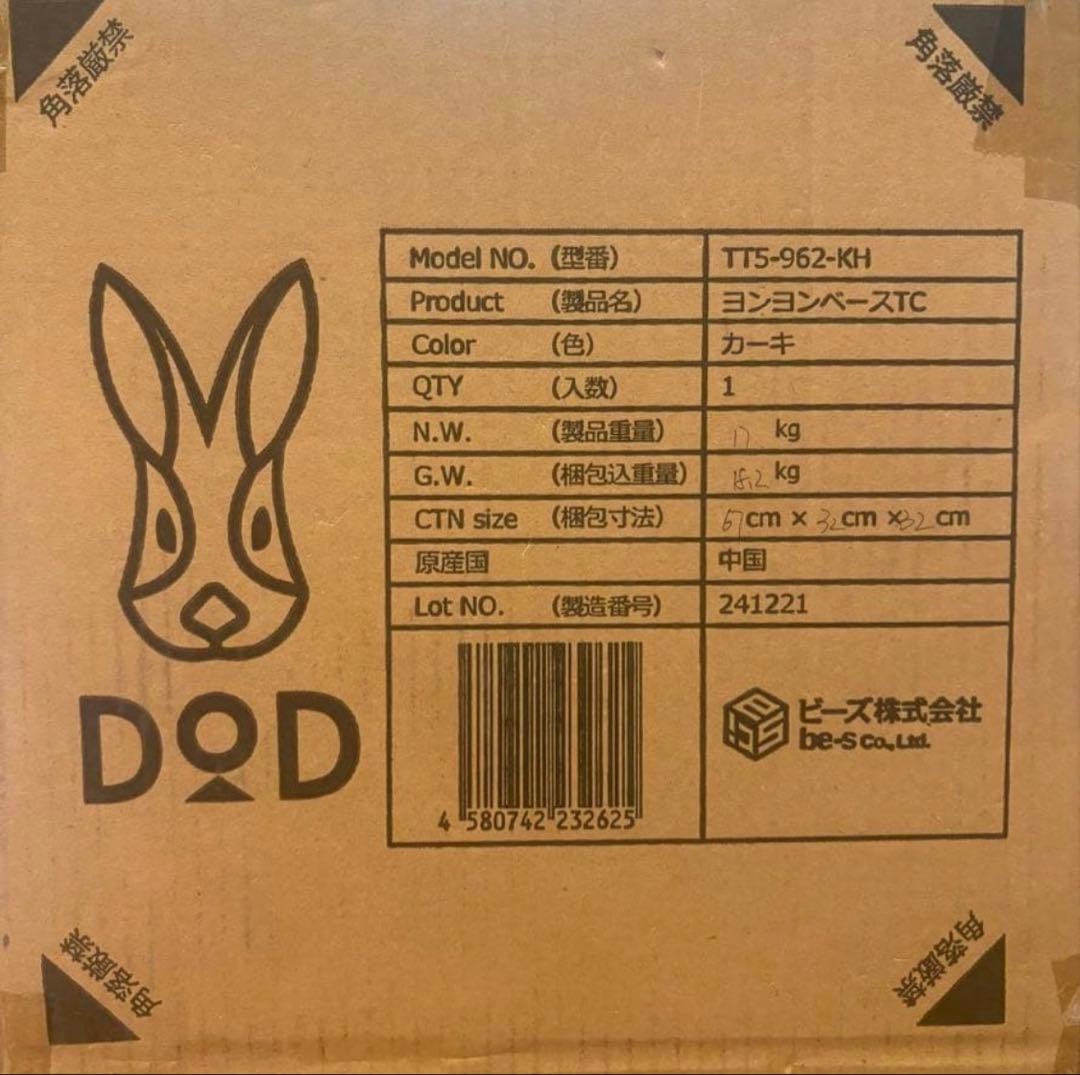 角落厳禁
角落厳禁
Model NO. (型番) TT5-962-KH
Product (製品名) ヨンヨンベースTC
Color (色) カーキ
QTY (入数) 1
N.W. (製品重量) 17 kg
G.W. (梱包込重量) 18.2 kg
CTN size (梱包寸法) 67cm × 32cm ×32cm
原産国 中国
Lot NO. (製造番号) 241221
DOD
4 580742 232625
ビーズ株式会社
be-s Co.,Ltd.
角落厳禁
角落厳禁